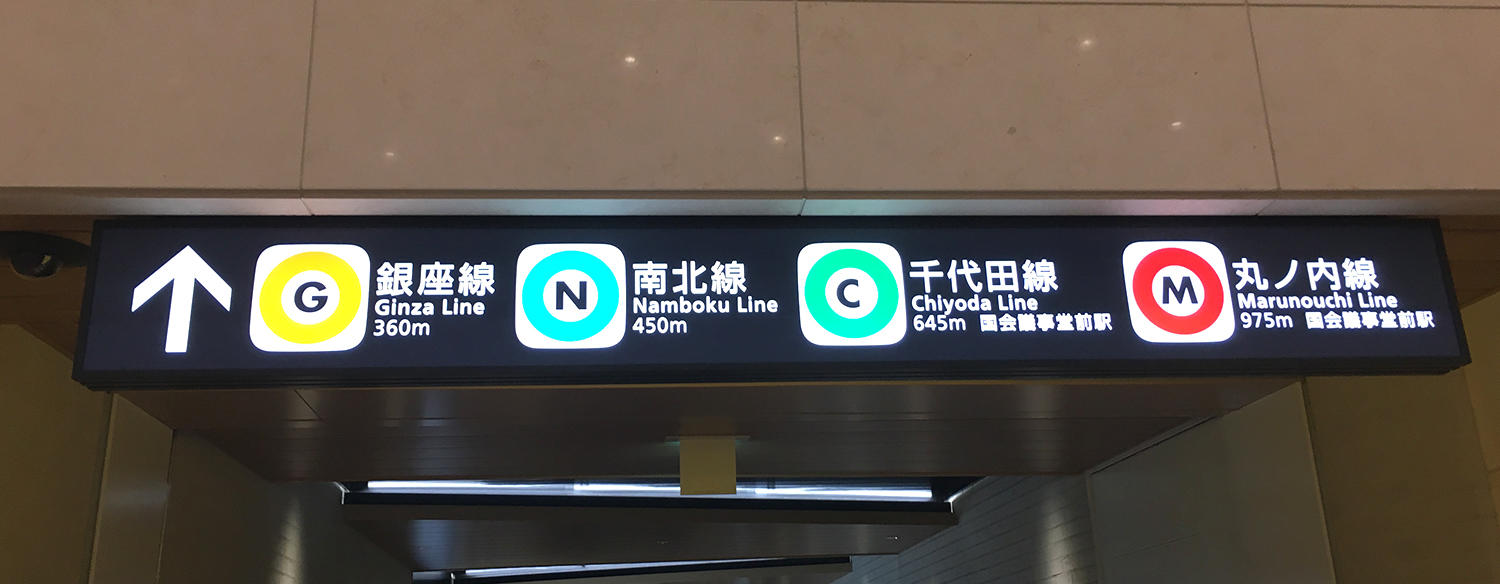 G
銀座線
Ginza Line
360m
N
南北線
Namboku Line
450m
C
千代田線
Chiyoda Line
645m 国会議事堂前駅
M
丸ノ内線
Marunouchi Line
975m 国会議事堂前駅